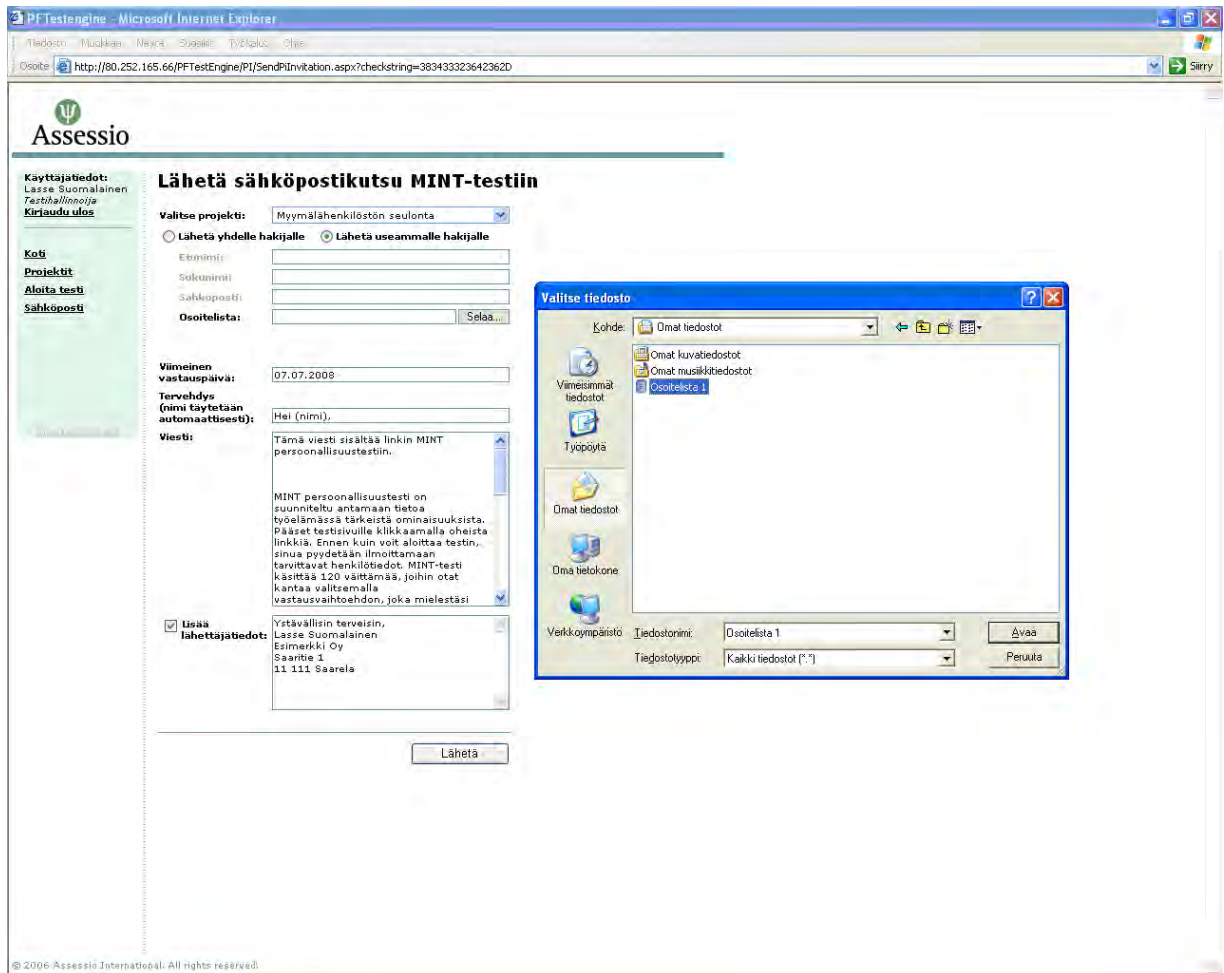 PFTestengine - Microsoft Internet Explorer
Tiedosto Muokkaa Näytä Suosikit Työkalut Ohje
Osoite http://80.252.165.66/PFTestEngine/PI/SendPiInvitation.aspx?checkstring=383433323642362D Siirry
Assessio
Käyttäjätiedot:
Lasse Suomalainen
Testihallinnoija
Kirjaudu ulos
Koti
Projektit
Aloita testi
Sähköposti
Lähetä sähköpostikutsu MINT-testiin
Valitse projekti: Myymälähenkilöstön seulonta
Lähetä yhdelle hakijalle Lähetä useammalle hakijalle
Etunimi:
Sukunimi:
Sähköposti:
Osoitelista: Selaa...
Viimeinen
vastauspäivä: 07.07.2008
Tervehdys
(nimi täytetään
automaattisesti): Hei (nimi),
Viesti:
Tämä viesti sisältää linkin MINT
persoonallisuustestiin.
MINT persoonallisuustesti on
suunniteltu antamaan tietoa
työelämässä tärkeistä ominaisuuksista.
Pääset testisivuille klikkaamalla oheista
linkkiä. Ennen kuin voit aloittaa testin,
sinua pyydetään ilmoittamaan
tarvittavat henkilötiedot. MINT-testi
käsittää 120 väittämää, joihin otat
kantaa valitsemalla
vastausvaihtoehdon, joka mielestäsi
Lisää
lähettäjätiedot:
Ystävällisin terveisin,
Lasse Suomalainen
Esimerkki Oy
Saaritie 1
11 111 Saarela
Lähetä
Valitse tiedosto
Kohde: Omat tiedostot
Viimeisimmät
tiedostot
Työpöytä
Omat tiedostot
Oma tietokone
Verkkoympäristö
Omat kuvatiedostot
Omat musiikkitiedostot
Osoitelista 1
Tiedostonimi: Osoitelista 1 Avaa
Tiedostotyyppi: Kaikki tiedostot (*.*) Peruuta
© 2006 Assessio International. All rights reserved.